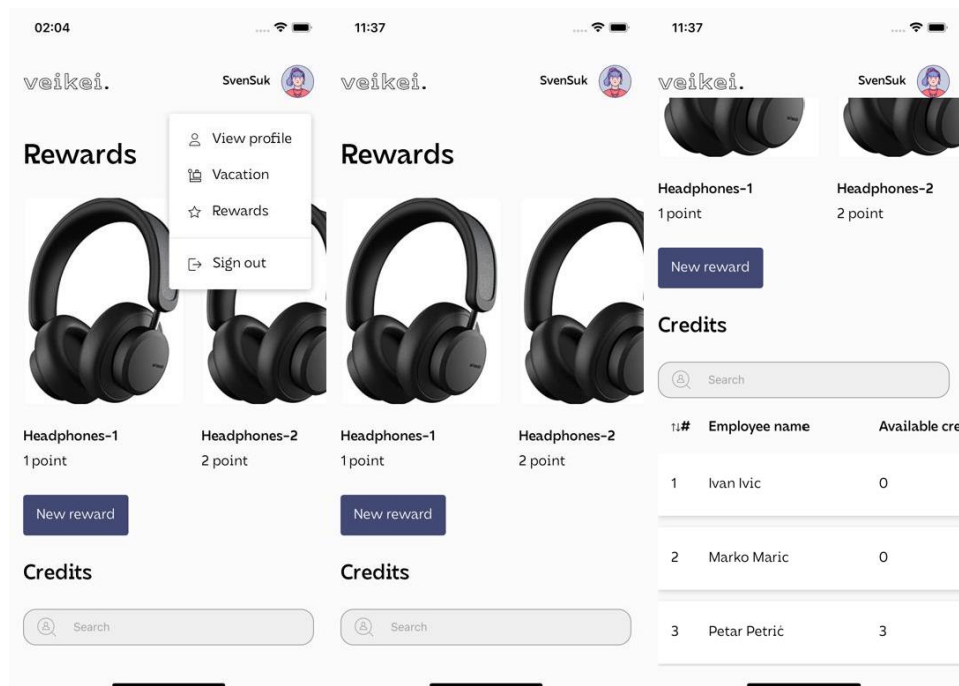 02:04
veikei.
SvenSuk
View profile
Rewards
Vacation
Rewards
Sign out
Headphones-1
Headphones-2
1 point
2 point
New reward
Credits
Search
11:37
veikei.
SvenSuk
Rewards
Headphones-1
Headphones-2
1 point
2 point
New reward
Credits
Search
11:37
veikei.
SvenSuk
Headphones-1
Headphones-2
1 point
2 point
New reward
Credits
Search
↑↓# Employee name Available cre
1 Ivan Ivic 0
2 Marko Maric 0
3 Petar Petrić 3